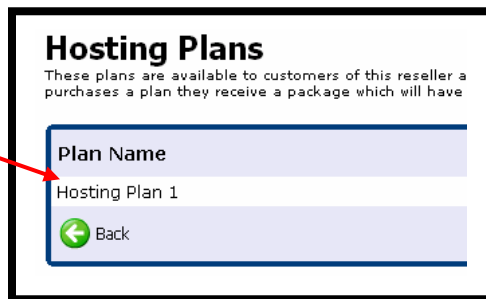 Hosting Plans
These plans are available to customers of this reseller a
purchases a plan they receive a package which will have
Plan Name
Hosting Plan 1
Back